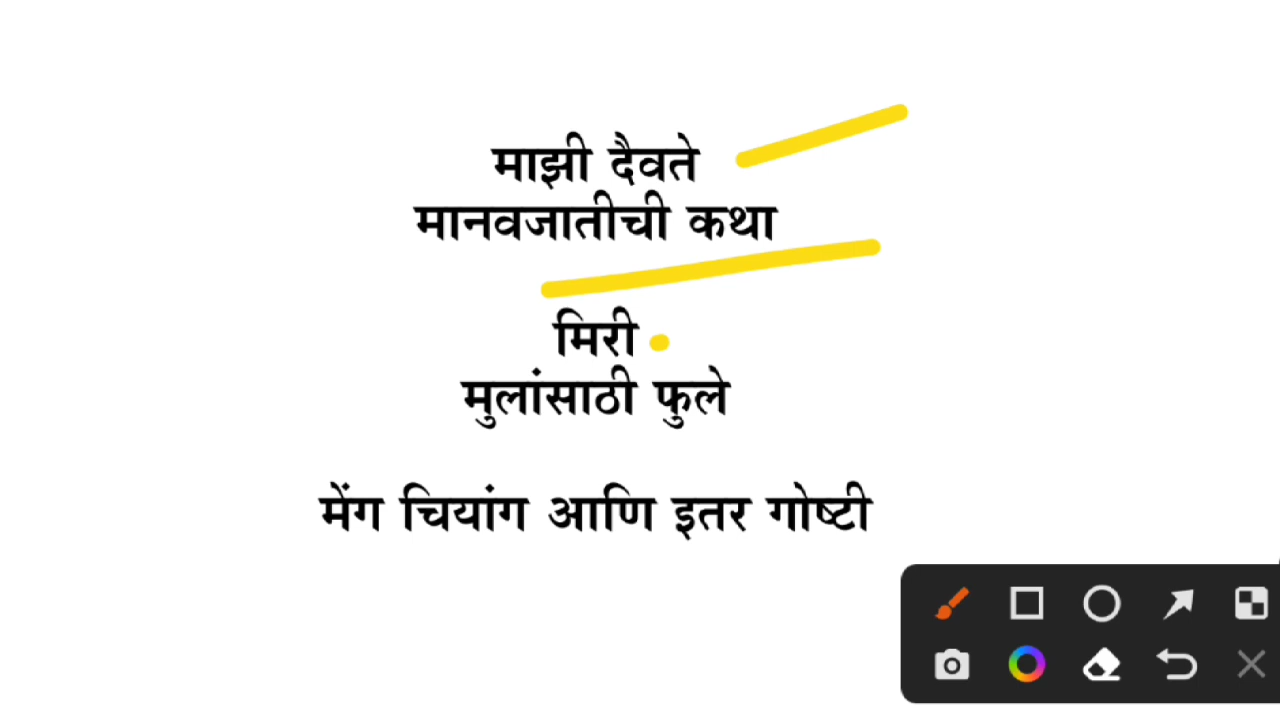 माझी दैवते
मानवजातीची कथा
मिरी
मुलांसाठी फुले
मेंग चियांग आणि इतर गोष्टी